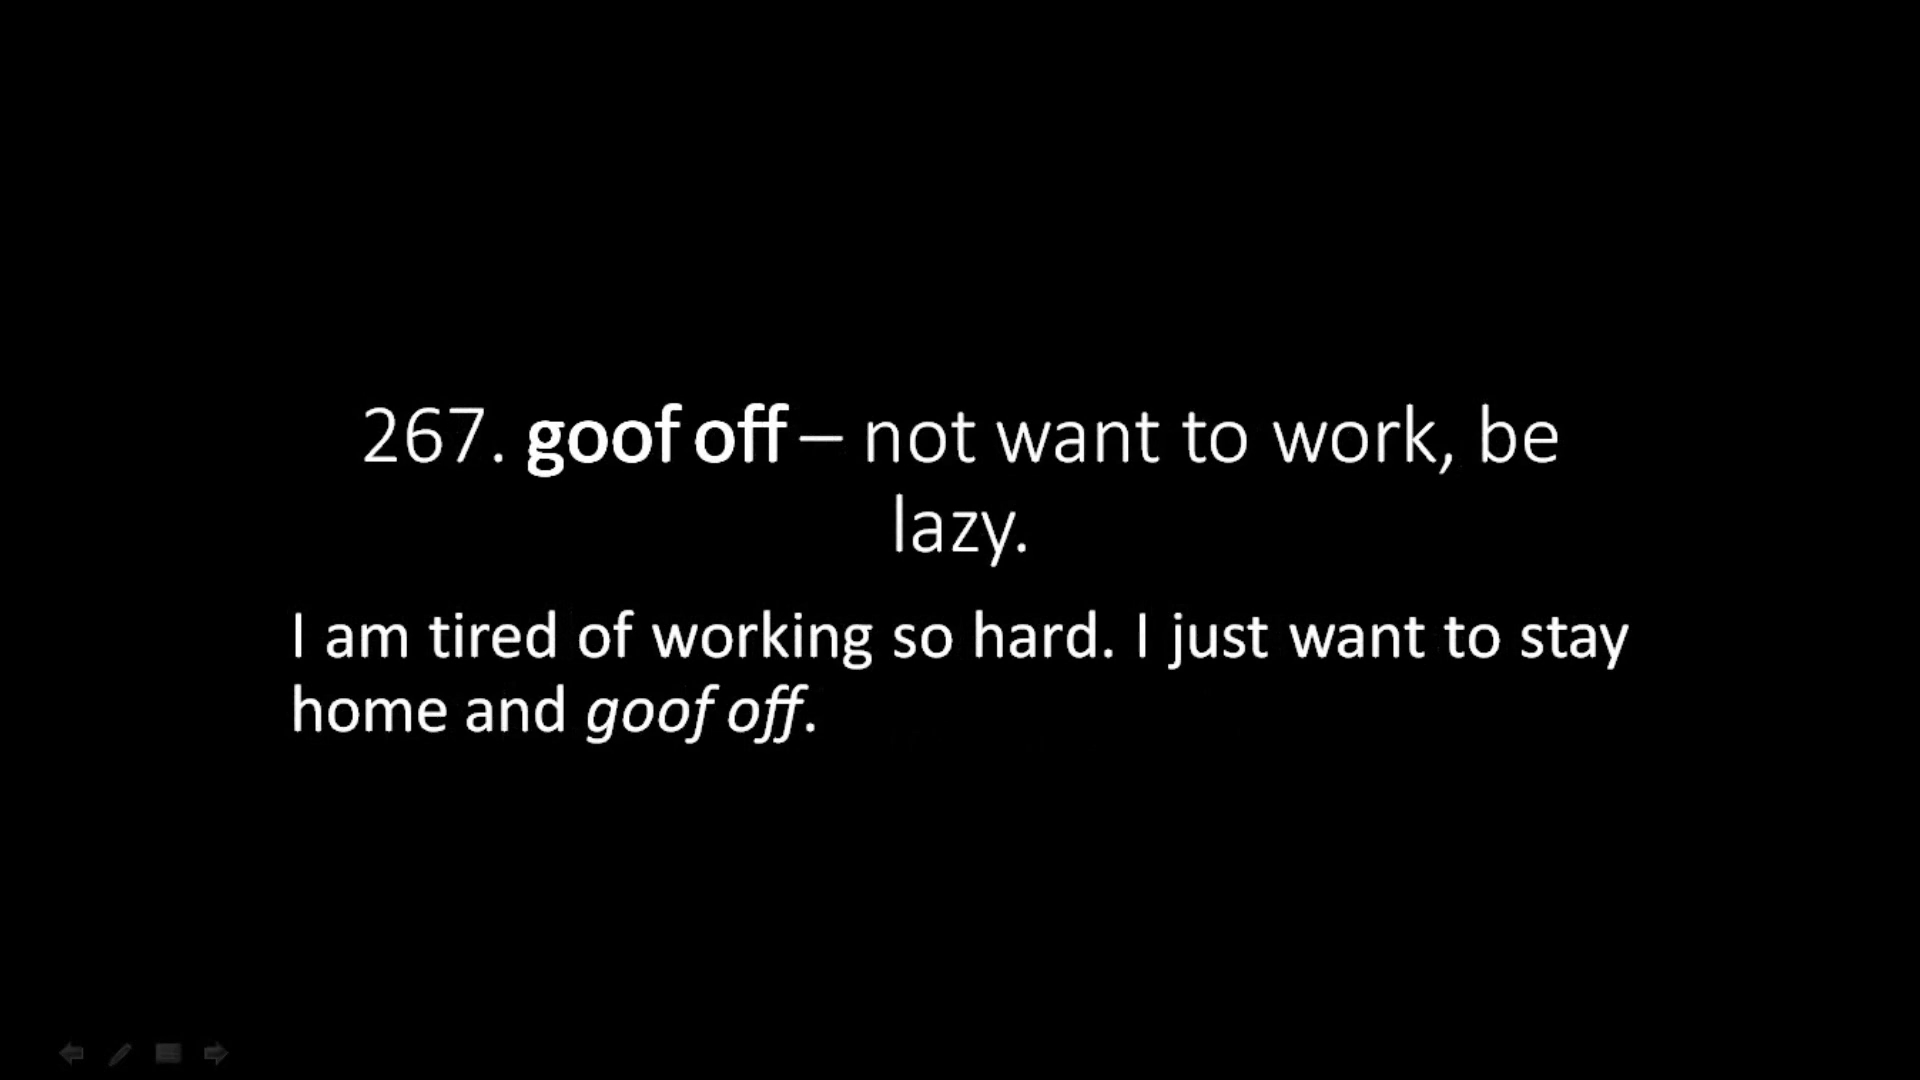 267. goof off – not want to work, be
lazy.
I am tired of working so hard. I just want to stay
home and goof off.